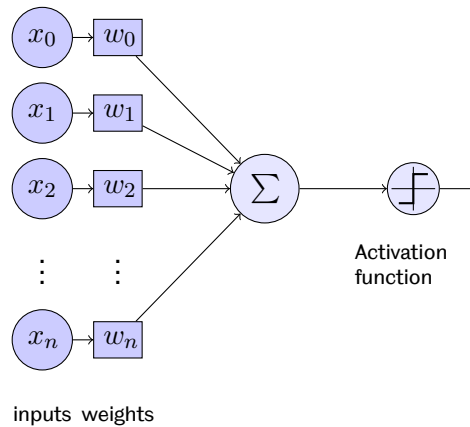 x₀ w₀
x₁ w₁
x₂ w₂
Σ
Activation
function
⋮ ⋮
xₙ wₙ
inputs weights